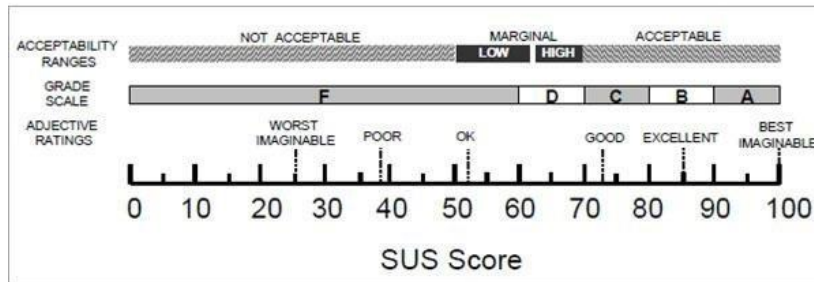 ACCEPTABILITY RANGES
NOT ACCEPTABLE
MARGINAL
LOW
HIGH
ACCEPTABLE
GRADE SCALE
F
D
C
B
A
ADJECTIVE RATINGS
WORST IMAGINABLE
POOR
OK
GOOD
EXCELLENT
BEST IMAGINABLE
0 10 20 30 40 50 60 70 80 90 100
SUS Score